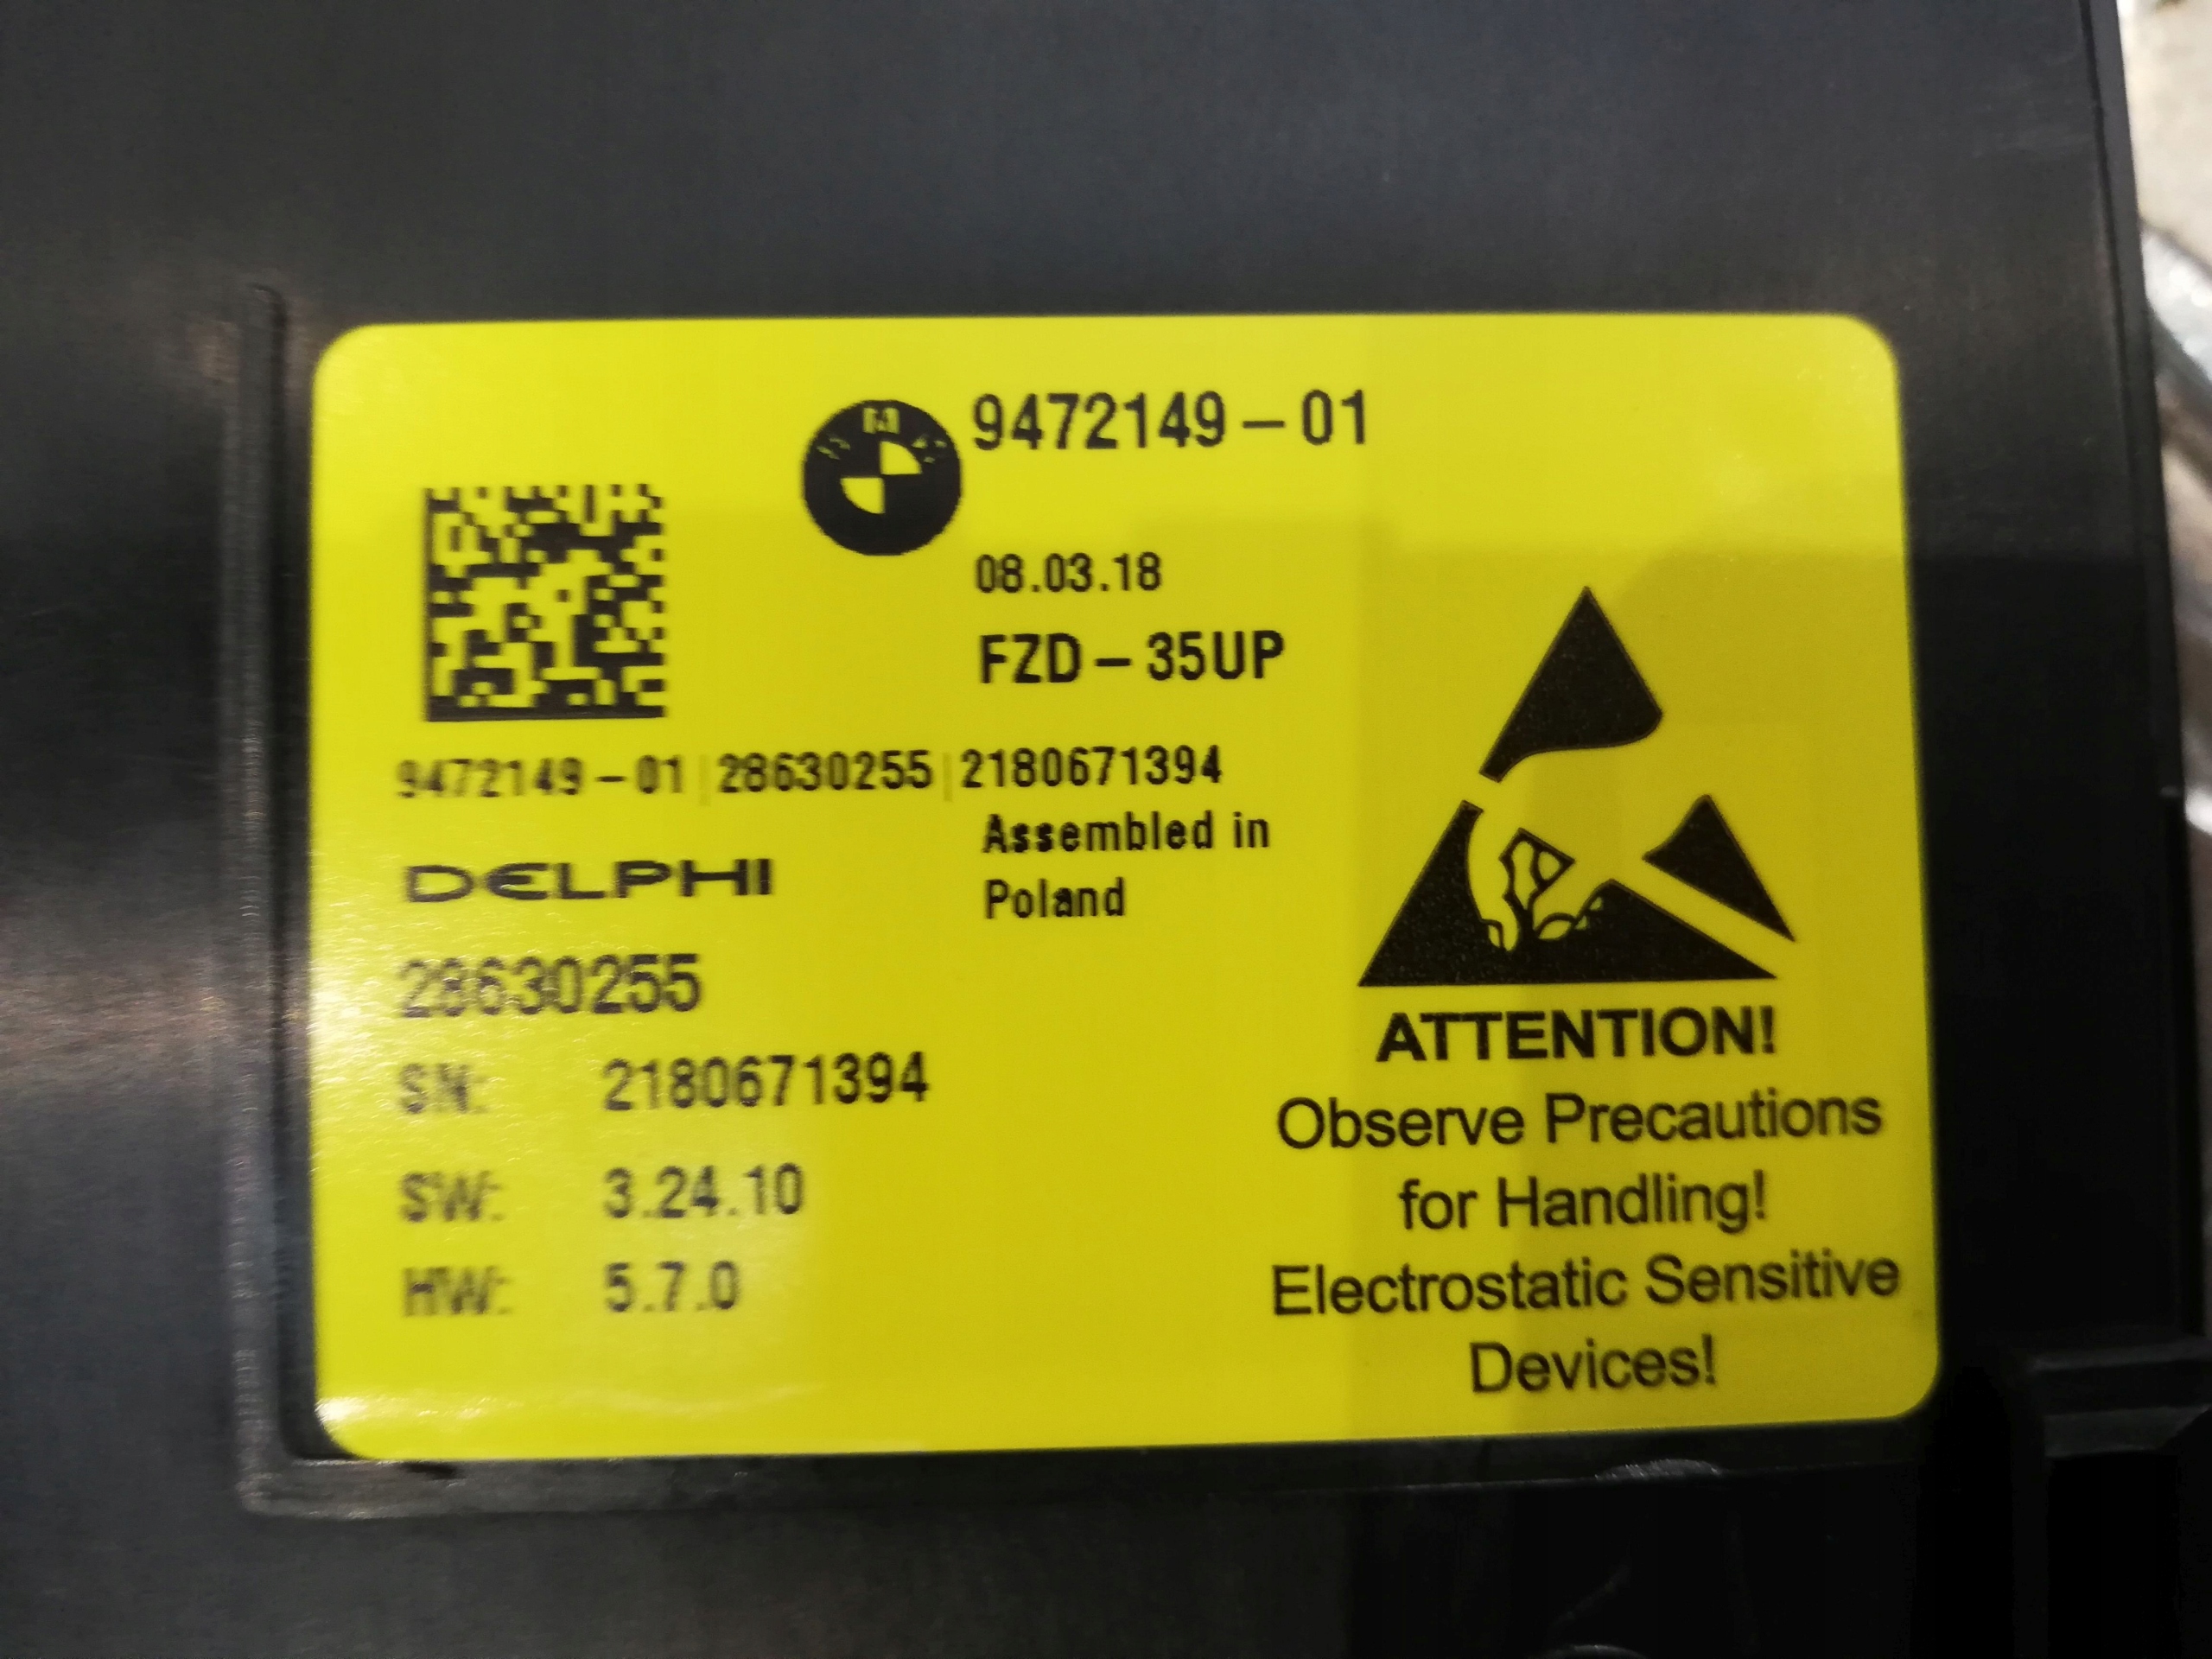 9472149-01
08.03.18
FZD-35UP
9472149-01|28630255|2180671394
Assembled in
Poland
DELPHI
28630255
SN: 2180671394
SW: 3.24.10
HW: 5.7.0
ATTENTION!
Observe Precautions
for Handling!
Electrostatic Sensitive
Devices!